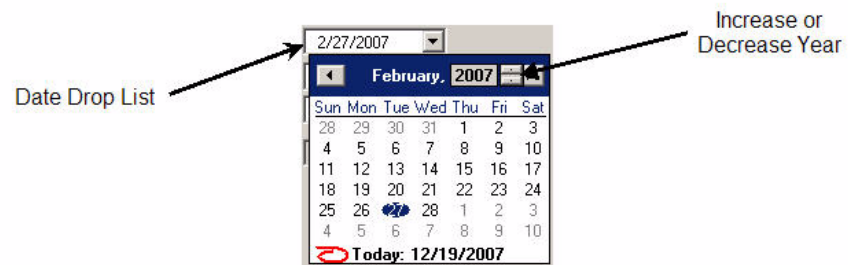 Increase or
Decrease Year
2/27/2007
February, 2007
Date Drop List
Sun Mon Tue Wed Thu Fri Sat
28 29 30 31 1 2 3
4 5 6 7 8 9 10
11 12 13 14 15 16 17
18 19 20 21 22 23 24
25 26 27 28 1 2 3
4 5 6 7 8 9 10
Today: 12/19/2007